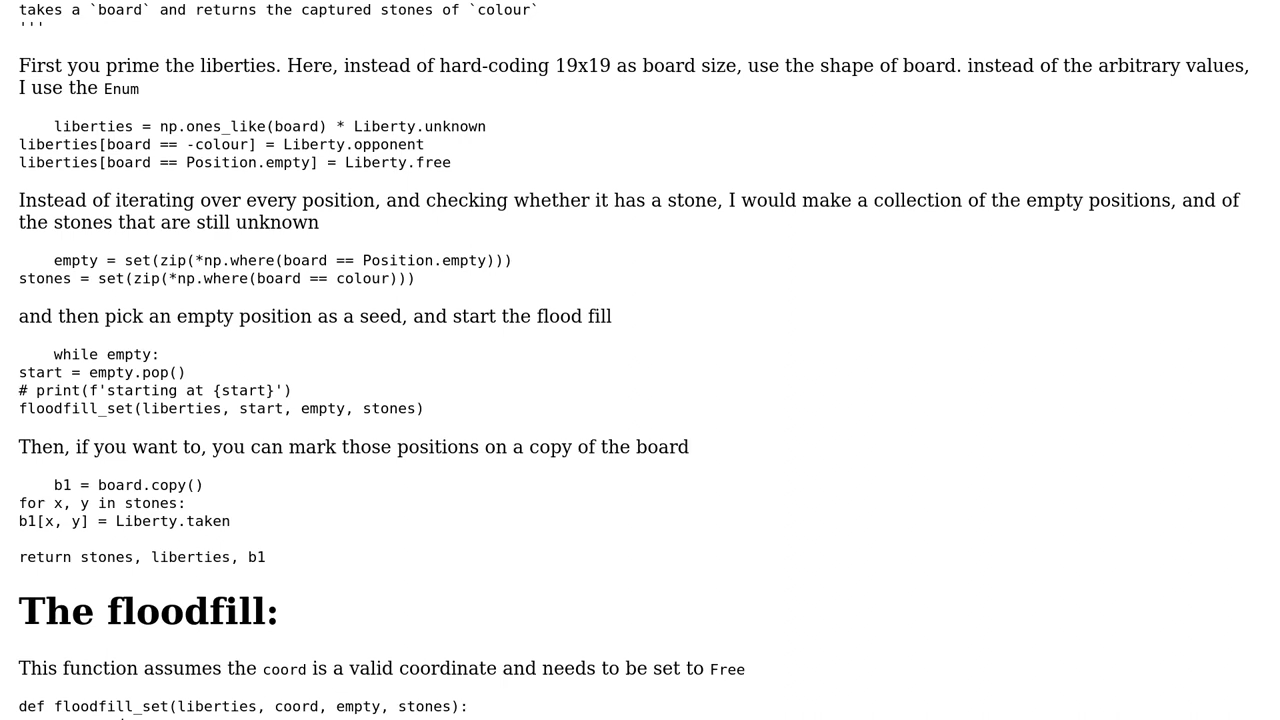 takes a `board` and returns the captured stones of `colour`
'''
First you prime the liberties. Here, instead of hard-coding 19x19 as board size, use the shape of board. instead of the arbitrary values,
I use the Enum
liberties = np.ones_like(board) * Liberty.unknown
liberties[board == -colour] = Liberty.opponent
liberties[board == Position.empty] = Liberty.free
Instead of iterating over every position, and checking whether it has a stone, I would make a collection of the empty positions, and of
the stones that are still unknown
empty = set(zip(*np.where(board == Position.empty)))
stones = set(zip(*np.where(board == colour)))
and then pick an empty position as a seed, and start the flood fill
while empty:
start = empty.pop()
# print(f'starting at {start}')
floodfill_set(liberties, start, empty, stones)
Then, if you want to, you can mark those positions on a copy of the board
b1 = board.copy()
for x, y in stones:
b1[x, y] = Liberty.taken
return stones, liberties, b1
The floodfill:
This function assumes the coord is a valid coordinate and needs to be set to Free
def floodfill_set(liberties, coord, empty, stones):